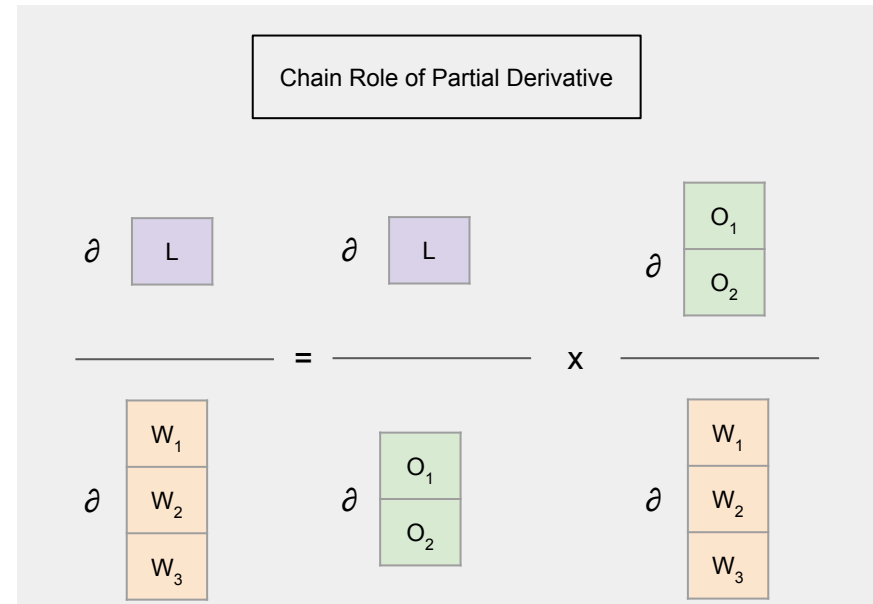 Chain Role of Partial Derivative
∂ L
∂ L
∂ O₁ O₂
= x
∂ W₁ W₂ W₃
∂ O₁ O₂
∂ W₁ W₂ W₃